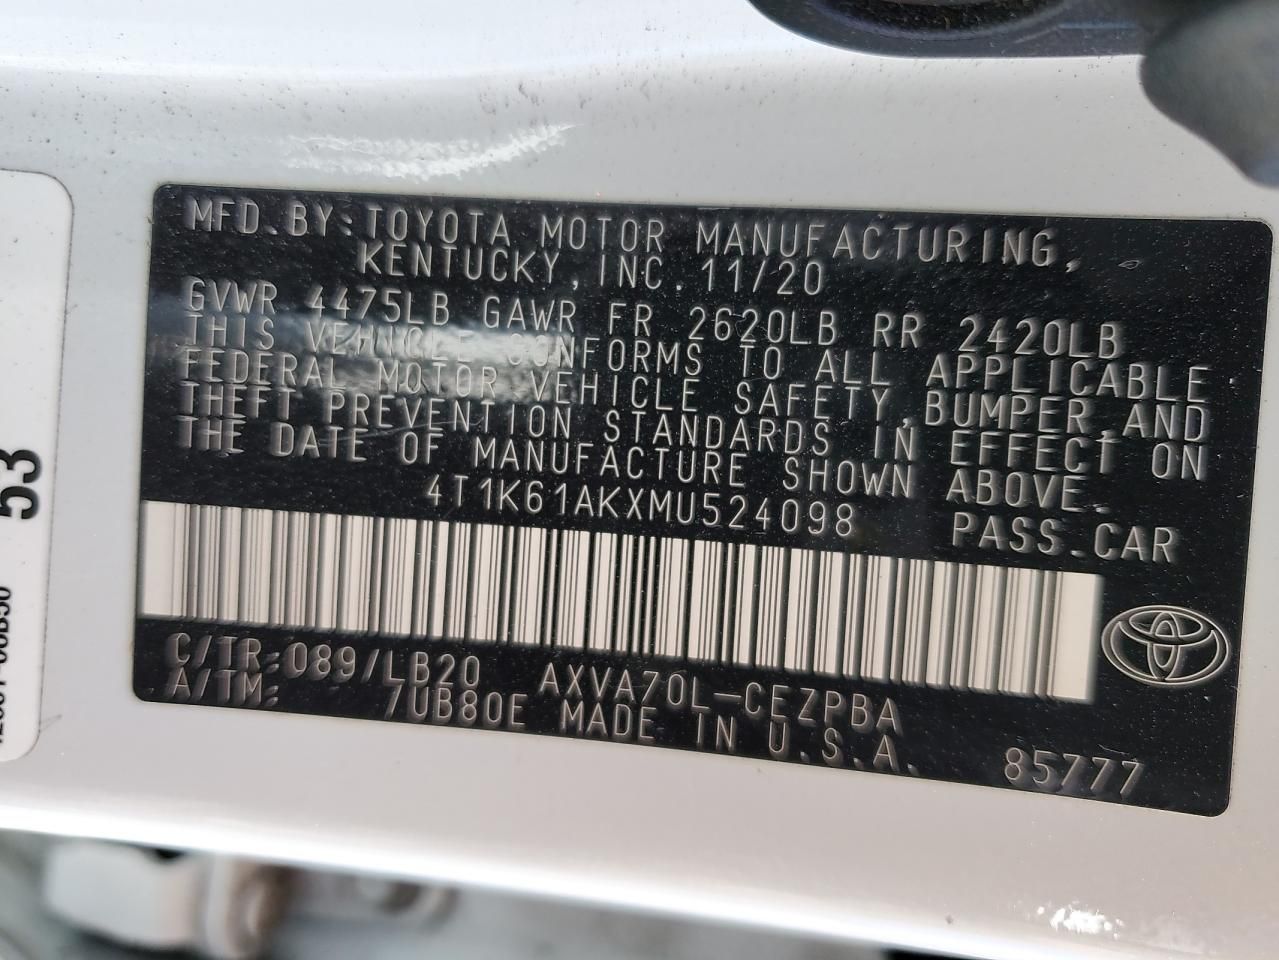 MFD. BY: TOYOTA MOTOR MANUFACTURING,
KENTUCKY, INC. 11/20
GVWR 4475LB GAWR FR 2620LB RR 2420LB
THIS VEHICLE CONFORMS TO ALL APPLICABLE
FEDERAL MOTOR VEHICLE SAFETY, BUMPER, AND
THEFT PREVENTION STANDARDS IN EFFECT ON
THE DATE OF MANUFACTURE SHOWN ABOVE.
4T1K61AKXMU524098 PASS.CAR
C/TR: 089/LB20 AXVA70L-CEZPBA
A/TM: 7UB80E MADE IN U.S.A. 85777
53